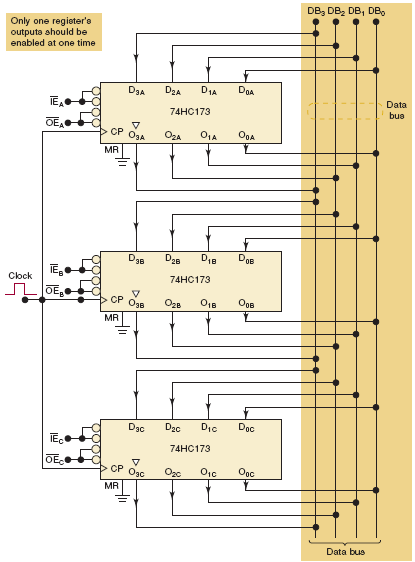 Only one register's
outputs should be
enabled at one time
DB3 DB2 DB1 DB0
D3A D2A D1A D0A
IEA
74HC173
OEA
CP O3A O2A O1A O0A
MR
Data
bus
D3B D2B D1B D0B
IEB
74HC173
Clock
OEB
CP O3B O2B O1B O0B
MR
D3C D2C D1C D0C
IEC
74HC173
OEC
CP O3C O2C O1C O0C
MR
Data bus